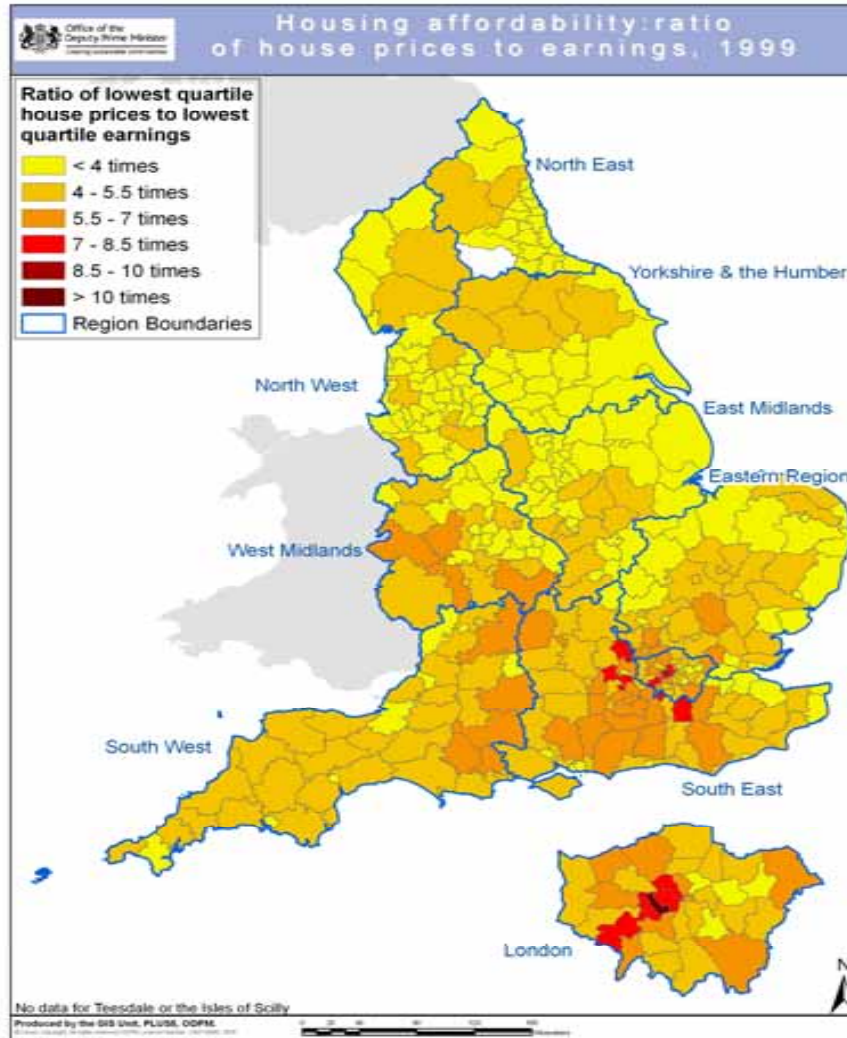 Office of the
Deputy Prime Minister
Housing affordability:ratio
of house prices to earnings, 1999
Ratio of lowest quartile
house prices to lowest
quartile earnings
< 4 times
4 - 5.5 times
5.5 - 7 times
7 - 8.5 times
8.5 - 10 times
> 10 times
Region Boundaries
North East
Yorkshire & the Humber
North West
East Midlands
Eastern Region
West Midlands
South West
South East
London
N
No data for Teesdale or the Isles of Scilly
Produced by the GIS Unit, PLUS6, ODPM.